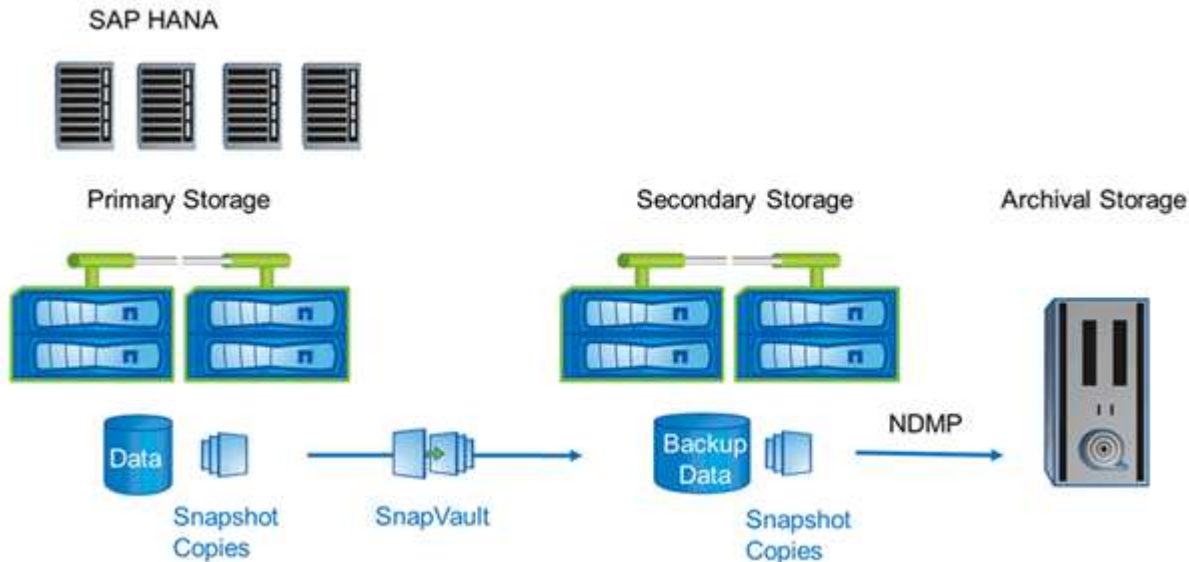 SAP HANA
Primary Storage
Secondary Storage
Archival Storage
Data
Backup
Data
NDMP
Snapshot
Copies
SnapVault
Snapshot
Copies